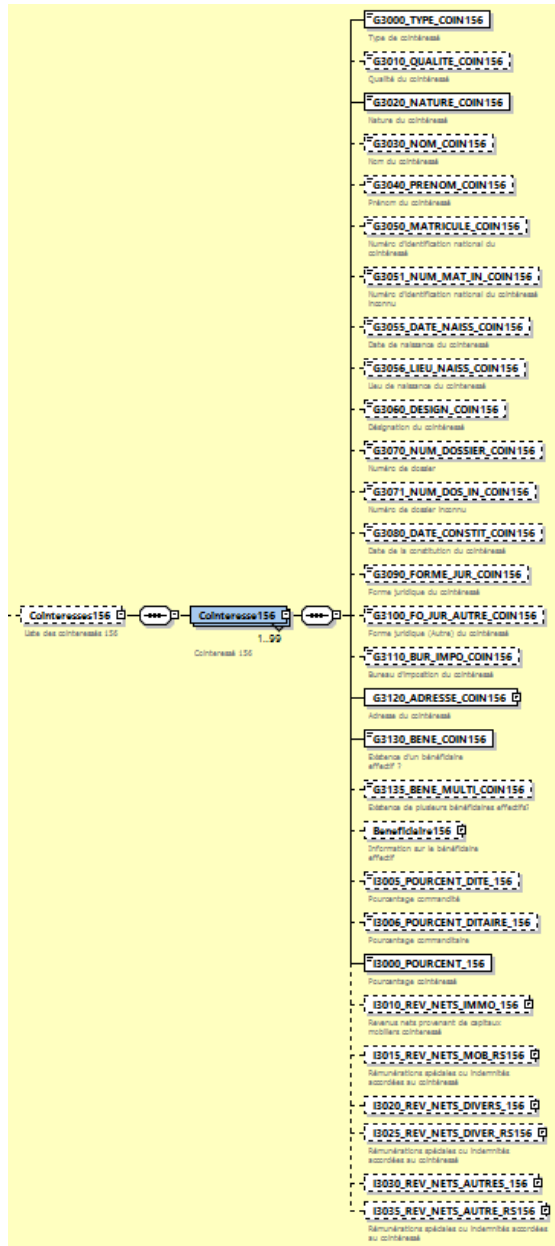 G3000_TYPE_COIN156
Type de cointéressé
G3010_QUALITE_COIN156
Qualité du cointéressé
G3020_NATURE_COIN156
Nature du cointéressé
G3030_NOM_COIN156
Nom du cointéressé
G3040_PRENOM_COIN156
Prénom du cointéressé
G3050_MATRICULE_COIN156
Numéro d'identification national du
cointéressé
G3051_NUM_MAT_IN_COIN156
Numéro d'identification national du cointéressé
inconnu
G3055_DATE_NAISS_COIN156
Date de naissance du cointeressé
G3056_LIEU_NAISS_COIN156
Lieu de naissance du cointeressé
G3060_DESIGN_COIN156
Désignation du cointéressé
G3070_NUM_DOSSIER_COIN156
Numéro de dossier
G3071_NUM_DOS_IN_COIN156
Numéro de dossier inconnu
G3080_DATE_CONSTIT_COIN156
Date de la constitution du cointéressé
G3090_FORME_JUR_COIN156
Forme juridique du cointéressé
Cointeresses156
Cointeresse156
G3100_FO_JUR_AUTRE_COIN156
Liste des cointeressés 156
1..99
Forme juridique (Autre) du cointéressé
Cointeressé 156
G3110_BUR_IMPO_COIN156
Bureau d'imposition du cointéressé
G3120_ADRESSE_COIN156
Adresse du cointéressé
G3130_BENE_COIN156
Existence d'un bénéficiaire
effectif ?
G3135_BENE_MULTI_COIN156
Existence de plusieurs bénéficiaires effectifs?
Beneficiaire156
Information sur le bénéficiaire
effectif
I3005_POURCENT_DITE_156
Pourcentage commandité
I3006_POURCENT_DITAIRE_156
Pourcentage commanditaire
I3000_POURCENT_156
Pourcentage cointéressé
I3010_REV_NETS_IMMO_156
Revenus nets provenant de capitaux
mobiliers cointeressé
I3015_REV_NETS_MOB_RS156
Rémunérations spéciales ou indemnités
accordées au cointéressé
I3020_REV_NETS_DIVERS_156
I3025_REV_NETS_DIVER_RS156
Rémunérations spéciales ou indemnités
accordées au cointéressé
I3030_REV_NETS_AUTRES_156
I3035_REV_NETS_AUTRE_RS156
Rémunérations spéciales ou indemnités accordées
au cointéressé